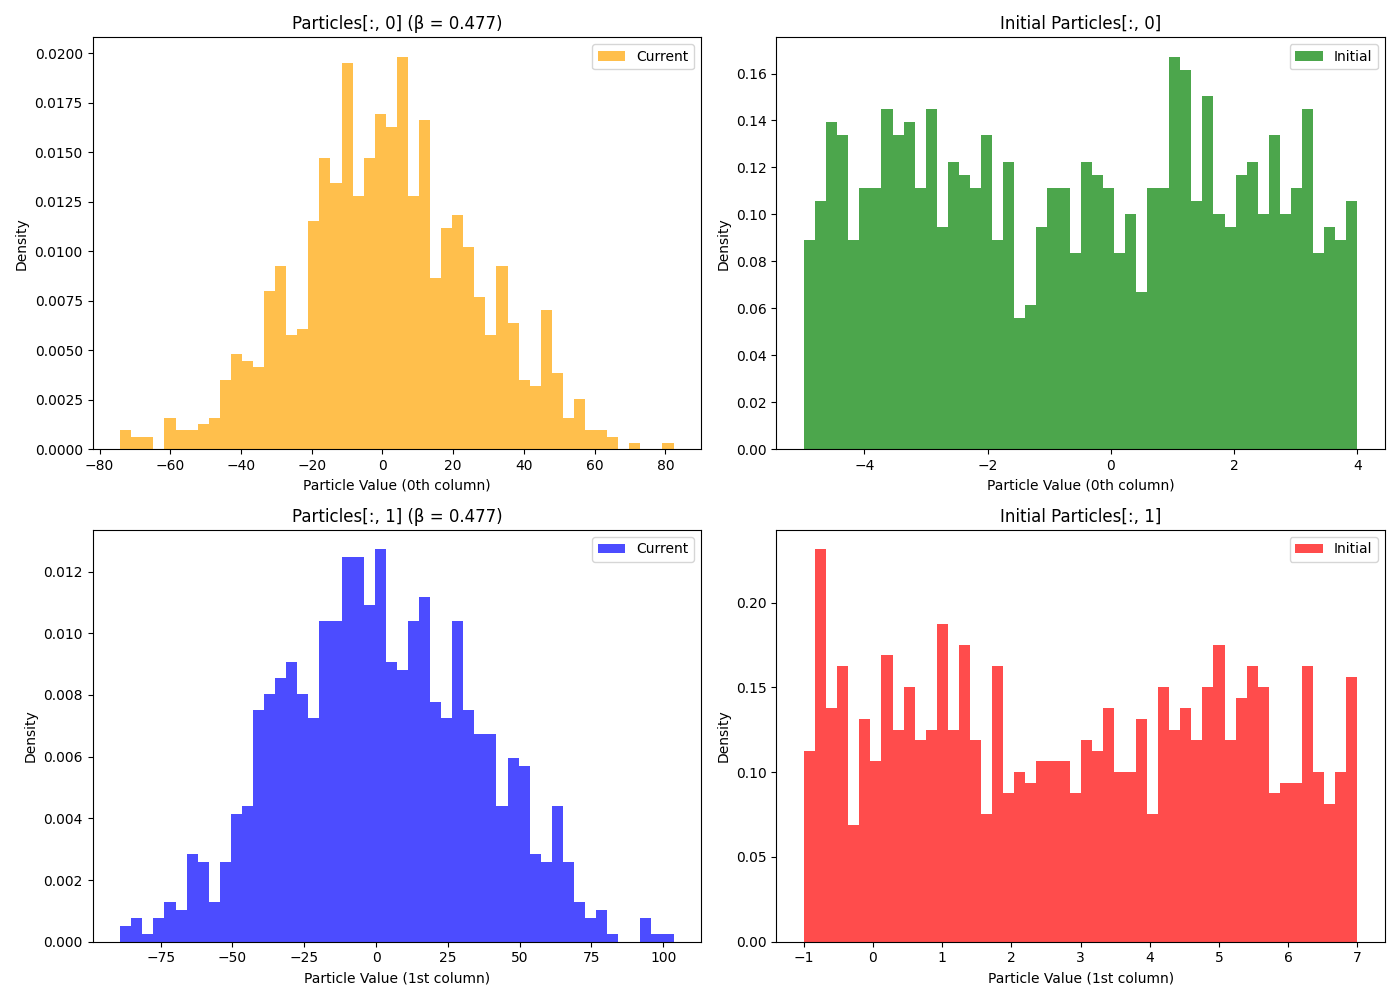 Particles[:, 0] (β = 0.477)
Current
0.0200
0.0175
0.0150
0.0125
0.0100
0.0075
0.0050
0.0025
0.0000
Density
−80 −60 −40 −20 0 20 40 60 80
Particle Value (0th column)
Initial Particles[:, 0]
Initial
0.16
0.14
0.12
0.10
0.08
0.06
0.04
0.02
0.00
Density
−4 −2 0 2 4
Particle Value (0th column)
Particles[:, 1] (β = 0.477)
Current
0.012
0.010
0.008
0.006
0.004
0.002
0.000
Density
−75 −50 −25 0 25 50 75 100
Particle Value (1st column)
Initial Particles[:, 1]
Initial
0.20
0.15
0.10
0.05
0.00
Density
−1 0 1 2 3 4 5 6 7
Particle Value (1st column)